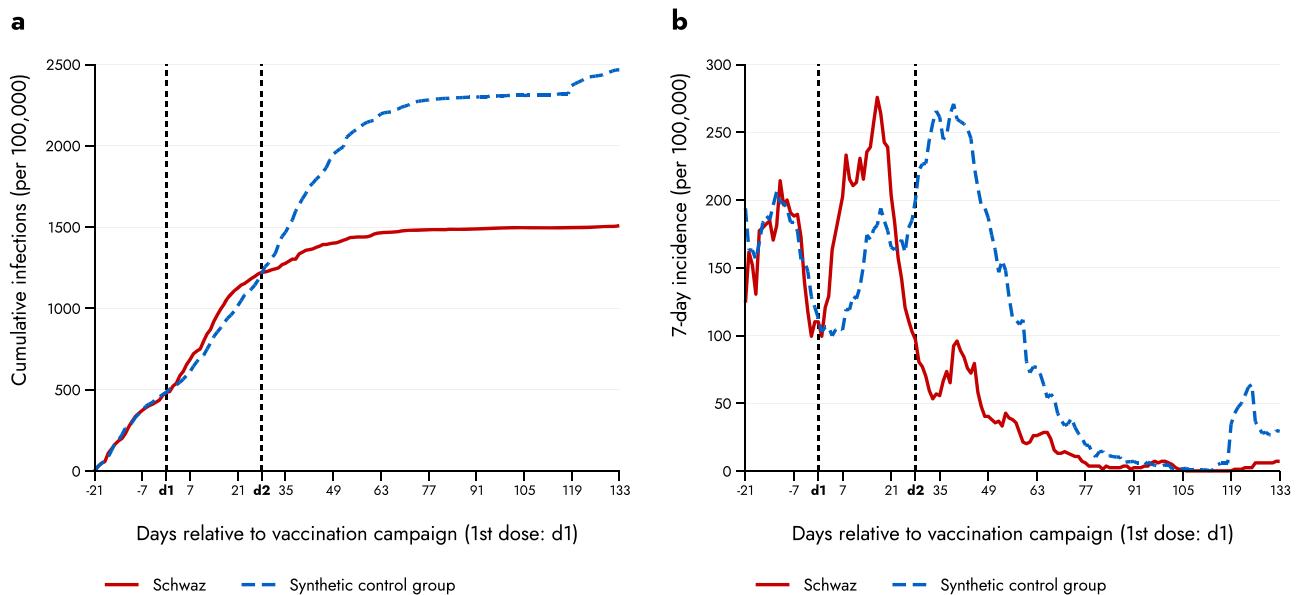 a
Cumulative infections (per 100,000)
2500
2000
1500
1000
500
0
-21 -7 d1 7 21 d2 35 49 63 77 91 105 119 133
Days relative to vaccination campaign (1st dose: d1)
Schwaz Synthetic control group
b
7-day incidence (per 100,000)
300
250
200
150
100
50
0
-21 -7 d1 7 21 d2 35 49 63 77 91 105 119 133
Days relative to vaccination campaign (1st dose: d1)
Schwaz Synthetic control group